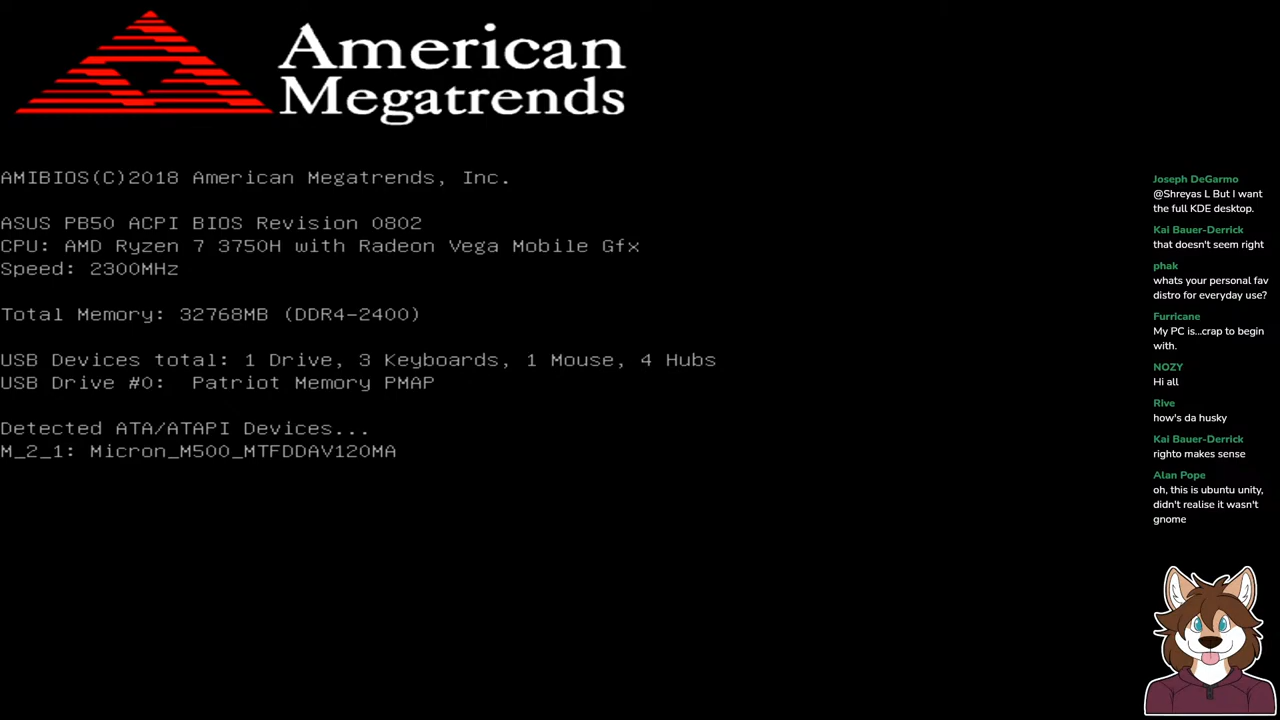 American
Megatrends
AMIBIOS(C)2018 American Megatrends, Inc.
ASUS PB50 ACPI BIOS Revision 0802
CPU: AMD Ryzen 7 3750H with Radeon Vega Mobile Gfx
Speed: 2300MHz
Total Memory: 32768MB (DDR4-2400)
USB Devices total: 1 Drive, 3 Keyboards, 1 Mouse, 4 Hubs
USB Drive #0:  Patriot Memory PMAP
Detected ATA/ATAPI Devices...
M_2_1: Micron_M500_MTFDDAV120MA
Joseph DeGarmo
@Shreyas L But I want
the full KDE desktop.
Kai Bauer-Derrick
that doesn't seem right
phak
whats your personal fav
distro for everyday use?
Furricane
My PC is...crap to begin
with.
NOZY
Hi all
Rive
how's da husky
Kai Bauer-Derrick
righto makes sense
Alan Pope
oh, this is ubuntu unity,
didn't realise it wasn't
gnome